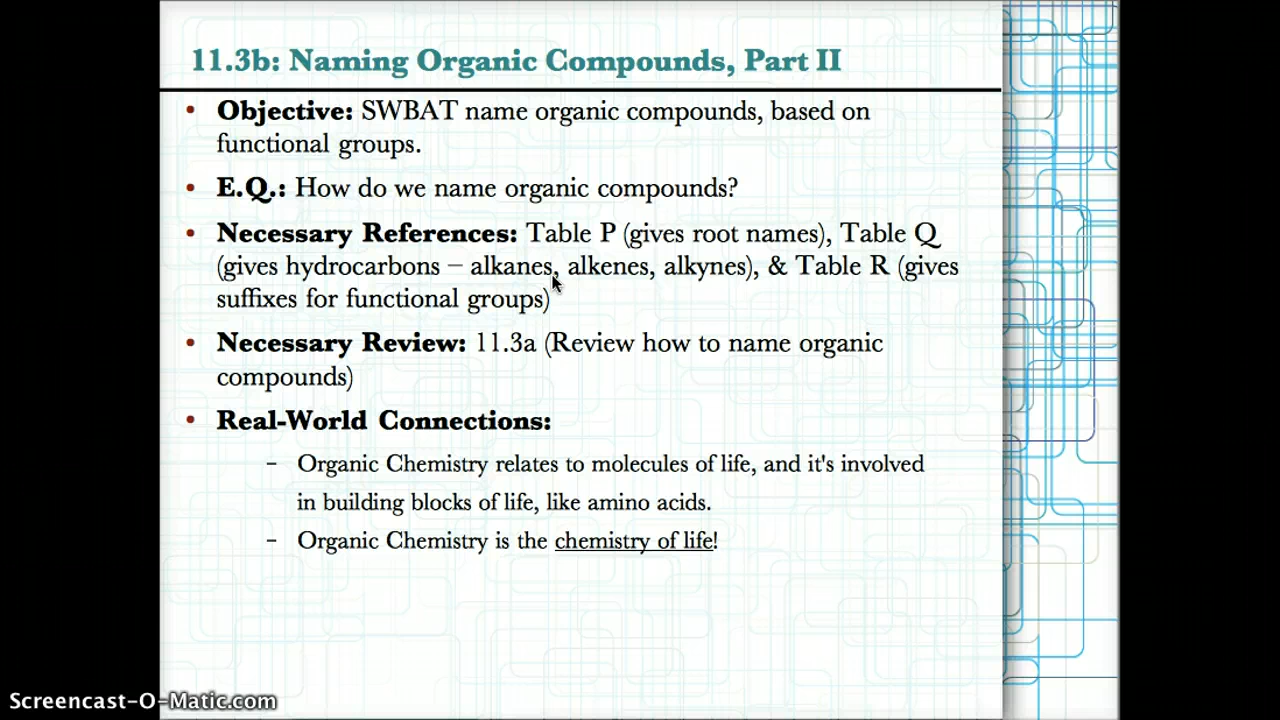 11.3b: Naming Organic Compounds, Part II
• Objective: SWBAT name organic compounds, based on
functional groups.
• E.Q.: How do we name organic compounds?
• Necessary References: Table P (gives root names), Table Q
(gives hydrocarbons – alkanes, alkenes, alkynes), & Table R (gives
suffixes for functional groups)
• Necessary Review: 11.3a (Review how to name organic
compounds)
• Real-World Connections:
– Organic Chemistry relates to molecules of life, and it's involved
in building blocks of life, like amino acids.
– Organic Chemistry is the chemistry of life!
Screencast-O-Matic.com